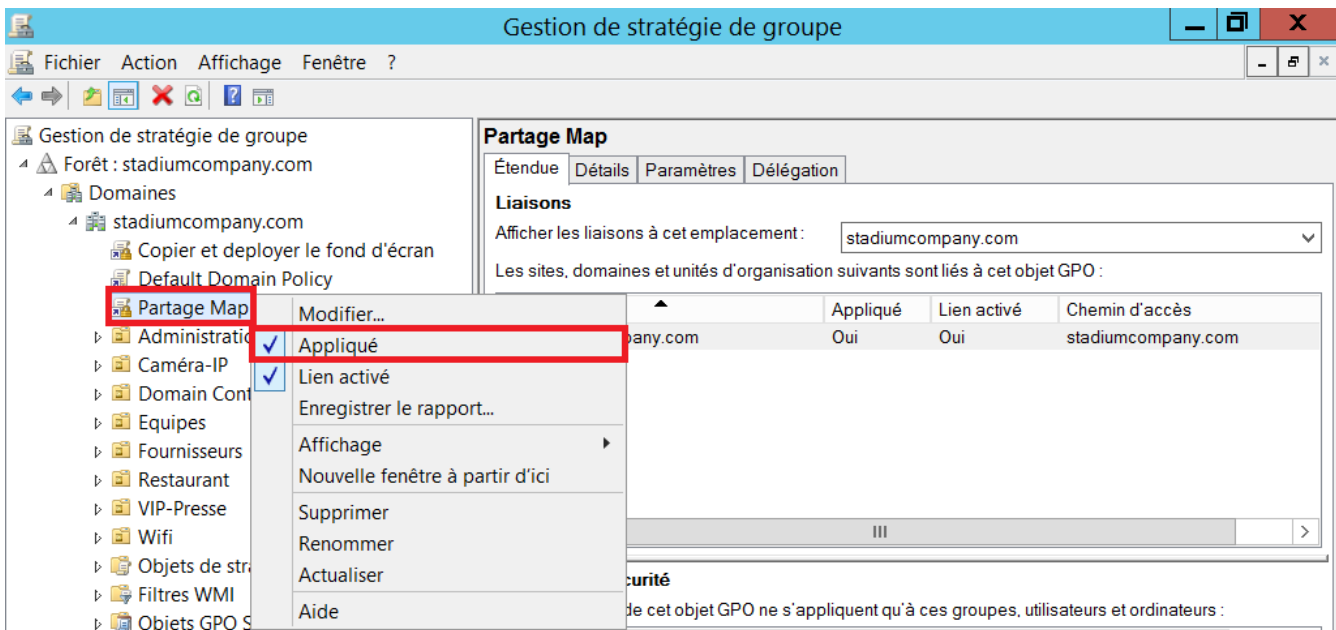 Gestion de stratégie de groupe
Fichier Action Affichage Fenêtre ?
Gestion de stratégie de groupe
Forêt : stadiumcompany.com
Domaines
stadiumcompany.com
Copier et deployer le fond d'écran
Default Domain Policy
Partage Map
Administratio
Caméra-IP
Domain Cont
Equipes
Fournisseurs
Restaurant
VIP-Presse
Wifi
Objets de stra
Filtres WMI
Objets GPO S
Modifier...
Appliqué
Lien activé
Enregistrer le rapport...
Affichage
Nouvelle fenêtre à partir d'ici
Supprimer
Renommer
Actualiser
Aide
Partage Map
Étendue Détails Paramètres Délégation
Liaisons
Afficher les liaisons à cet emplacement : stadiumcompany.com
Les sites, domaines et unités d'organisation suivants sont liés à cet objet GPO :
Appliqué Lien activé Chemin d'accès
pany.com Oui Oui stadiumcompany.com
curité
de cet objet GPO ne s'appliquent qu'à ces groupes, utilisateurs et ordinateurs :